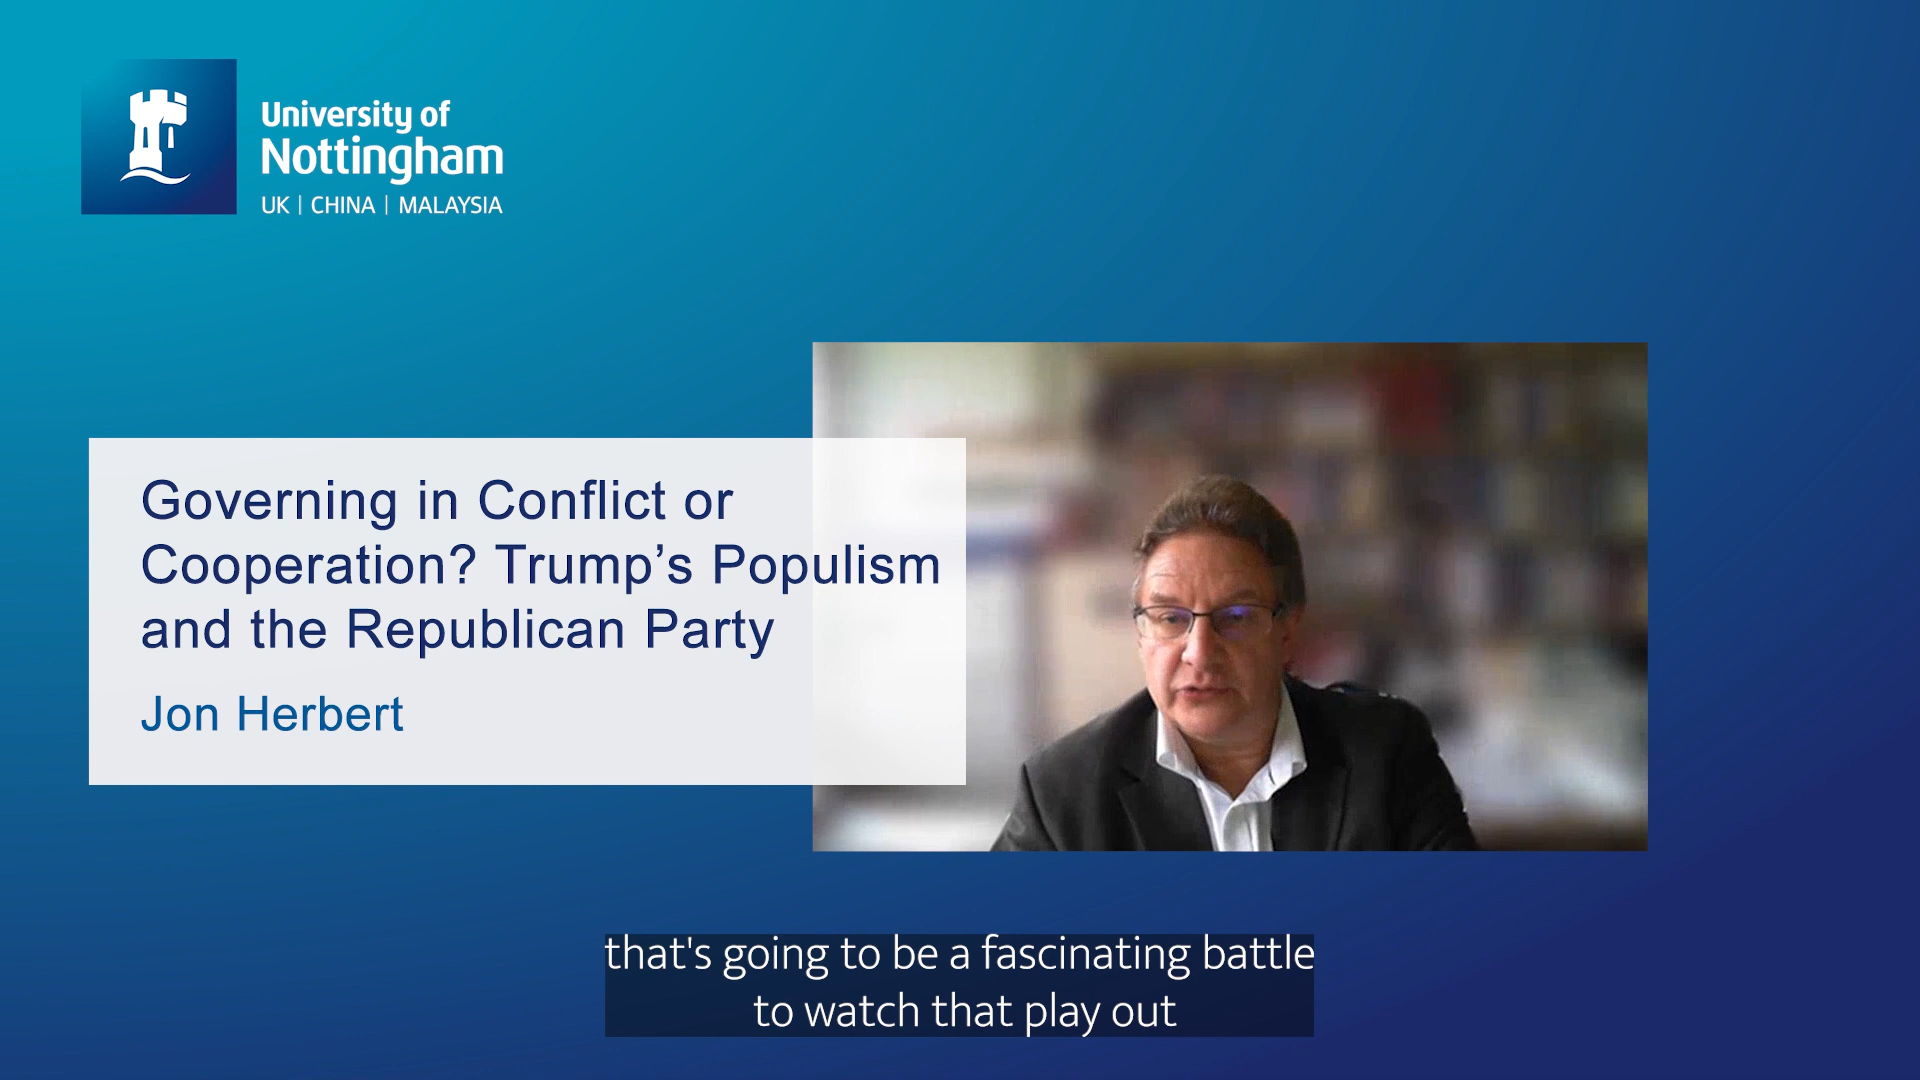 University of
Nottingham
UK | CHINA | MALAYSIA
Governing in Conflict or
Cooperation? Trump’s Populism
and the Republican Party
Jon Herbert
that's going to be a fascinating battle
to watch that play out